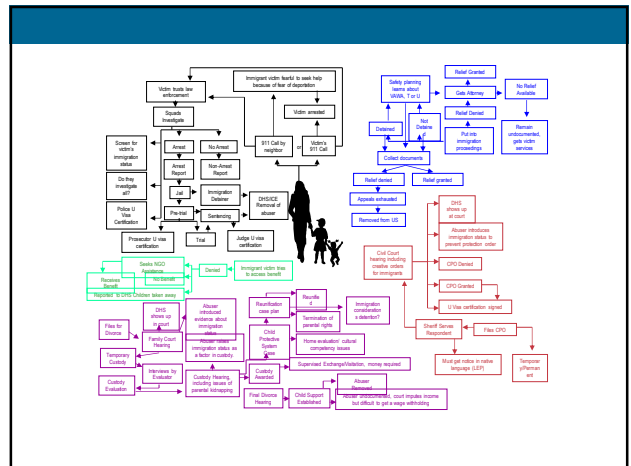 Victim trusts law
enforcement
Immigrant victim fearful to seek help
because of fear of deportation
Victim arrested
Squads
Investigate
Screen for
victim's
immigration
status
Arrest
No Arrest
911 Call by
neighbor
or
Victim's
911 Call
Do they
investigate
all?
Arrest
Report
Non-Arrest
Report
Jail
Immigration
Detainer
DHS/ICE
Removal of
abuser
Police U
Visa
Certification
Pre-trial
Sentencing
Prosecutor U visa
certification
Trial
Judge U visa
certification
Safety planning
learns about
VAWA, T or U
Relief Granted
Gets Attorney
No Relief
Available
Relief Denied
Detained
Not
Detaine
d
Put into
immigration
proceedings
Remain
undocumented,
gets victim
services
Collect documents
Relief denied
Relief granted
Appeals exhausted
Removed from US
DHS
shows up
at court
Abuser introduces
immigration status to
prevent protection order
Civil Court
hearing including
creative orders
for immigrants
CPO Denied
CPO Granted
U Visa certification signed
Sheriff Serves
Respondent
Files CPO
Must get notice in native
language (LEP)
Temporar
y/Perman
ent
Seeks NGO
Assistance
Receives
Benefit
No Benefit
Denied
Immigrant victim tries
to access benefit
Reported to DHS Children taken away
DHS
shows up
in court
Abuser
introduced
evidence about
immigration
status
Files for
Divorce
Family Court
Hearing
Abuser raises
immigration status as
a factor in custody.
Temporary
Custody
Interviews by
Evaluator
Custody
Evaluation
Custody Hearing,
including issues of
parental kidnapping
Reunification
case plan
Reunifie
d
Immigration
consideration
a detention?
Termination of
parental rights
Child
Protective
System
Case
Home evaluation/ cultural
competency issues
Custody
Awarded
Supervised Exchange/Visitation, money required
Final Divorce
Hearing
Child Support
Established
Abuser
Removed
Abuser undocumented, court imputes income
but difficult to get a wage withholding